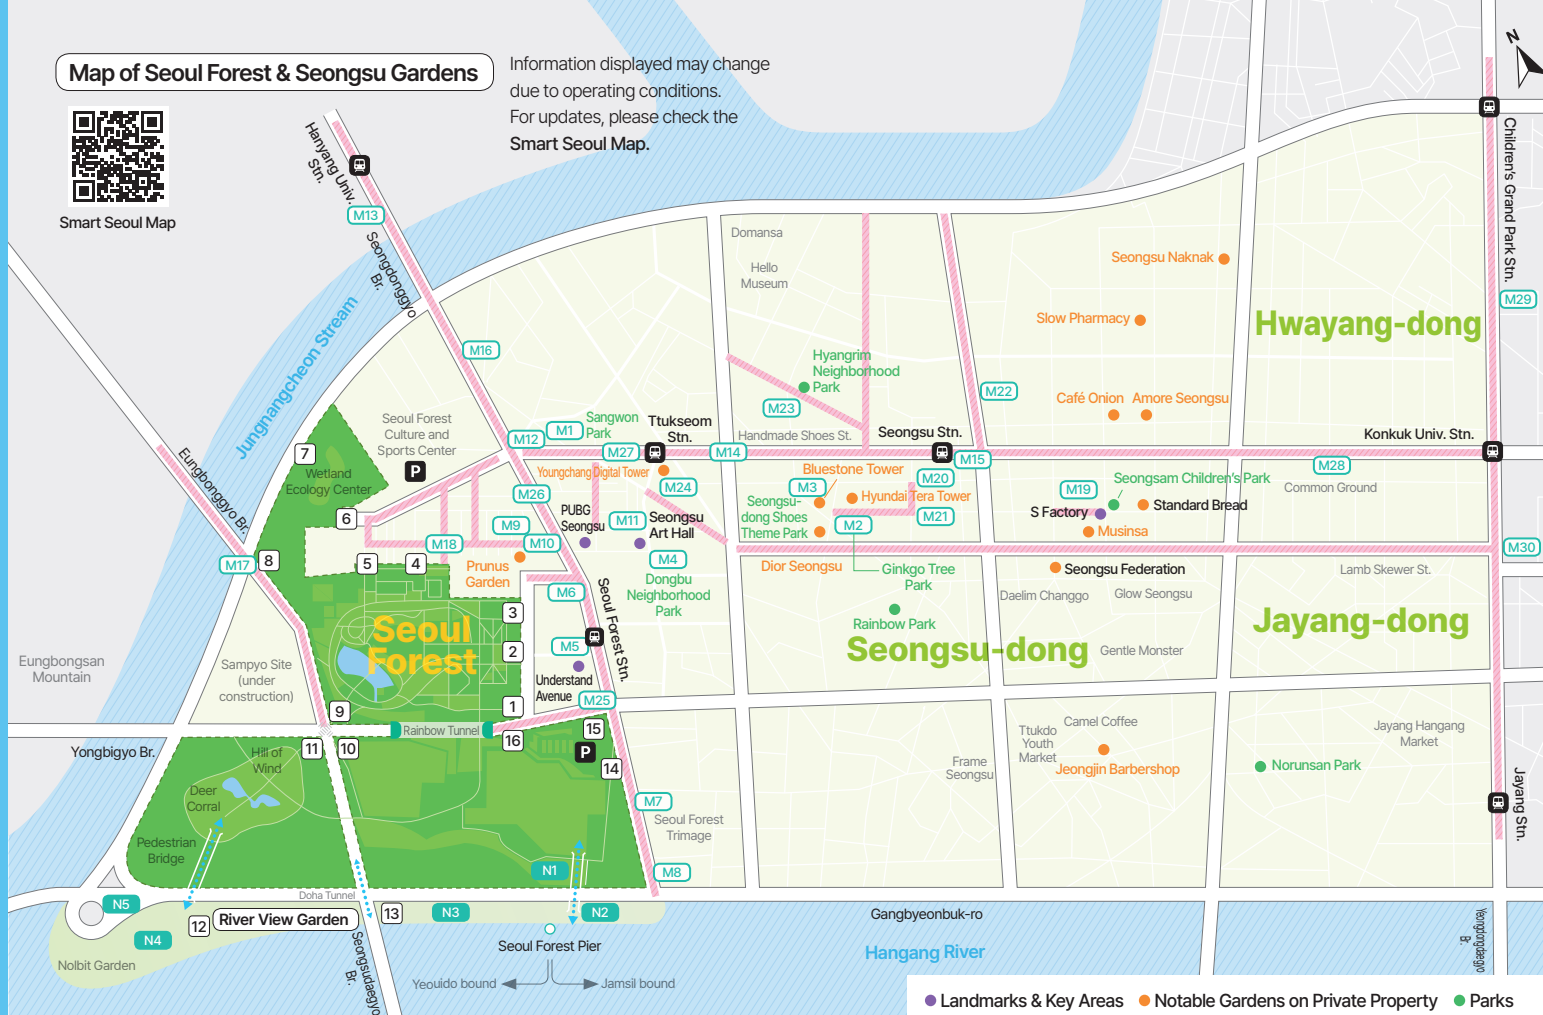 Map of Seoul Forest & Seongsu Gardens
Information displayed may change
due to operating conditions.
For updates, please check the
Smart Seoul Map.
Smart Seoul Map
N
Hanyang Univ.
Stn.
M13
Seongdonggyo
Br.
Jungnangcheon Stream
Eungbonggyo Br.
M16
Children's Grand Park Stn.
M29
Domansa
Hello
Museum
Seongsu Naknak
Slow Pharmacy
Hwayang-dong
Hyangrim
Neighborhood
Park
M23
M22
Café Onion
Amore Seongsu
Seoul Forest
Culture and
Sports Center
P
7
Wetland
Ecology Center
M12
M1
Sangwon
Park
Ttukseom
Stn.
M27
M14
Handmade Shoes St.
Seongsu Stn.
M15
Konkuk Univ. Stn.
M28
Common Ground
Youngchang Digital Tower
M24
M26
Bluestone Tower
M3
M20
Hyundai Tera Tower
M21
M2
Seongsu-
dong Shoes
Theme Park
M19
Seongsam Children's Park
S Factory
Standard Bread
Musinsa
M30
6
M9
PUBG
Seongsu
M11
Seongsu
Art Hall
M18
M10
M17
8
5
4
Prunus
Garden
M4
Dongbu
Neighborhood
Park
Dior Seongsu
Ginkgo Tree
Park
Seongsu Federation
Lamb Skewer St.
Daelim Changgo
Glow Seongsu
M6
3
Rainbow Park
Seoul
Forest
2
M5
Seoul Forest Stn.
Seongsu-dong
Jayang-dong
Gentle Monster
Eungbongsan
Mountain
Sampyo Site
(under
construction)
Understand
Avenue
M25
9
1
Rainbow Tunnel
16
15
P
14
Yongbigyo Br.
11
10
Hill of
Wind
Deer
Corral
Pedestrian
Bridge
Camel Coffee
Ttukdo
Youth
Market
Jeongjin Barbershop
Frame
Seongsu
Jayang Hangang
Market
Norunsan Park
Jayang Stn.
M7
Seoul Forest
Trimage
M8
N1
Doha Tunnel
N5
12
River View Garden
13
N3
N2
N4
Nolbit Garden
Seongsudaegyo
Br.
Seoul Forest Pier
Yeouido bound
Jamsil bound
Gangbyeonbuk-ro
Hangang River
Yeongdongdaegyo
Br.
Landmarks & Key Areas
Notable Gardens on Private Property
Parks